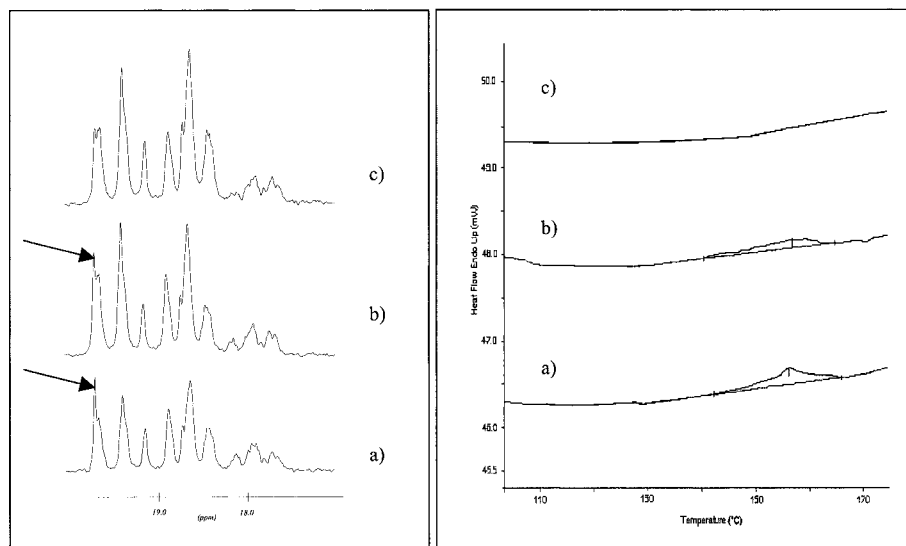 c)
b)
a)
19.0
(ppm)
18.0
Heat Flow Endo Up (mW)
50.0
49.0
48.0
47.0
46.0
45.5
c)
b)
a)
110
130
150
170
Temperature (°C)